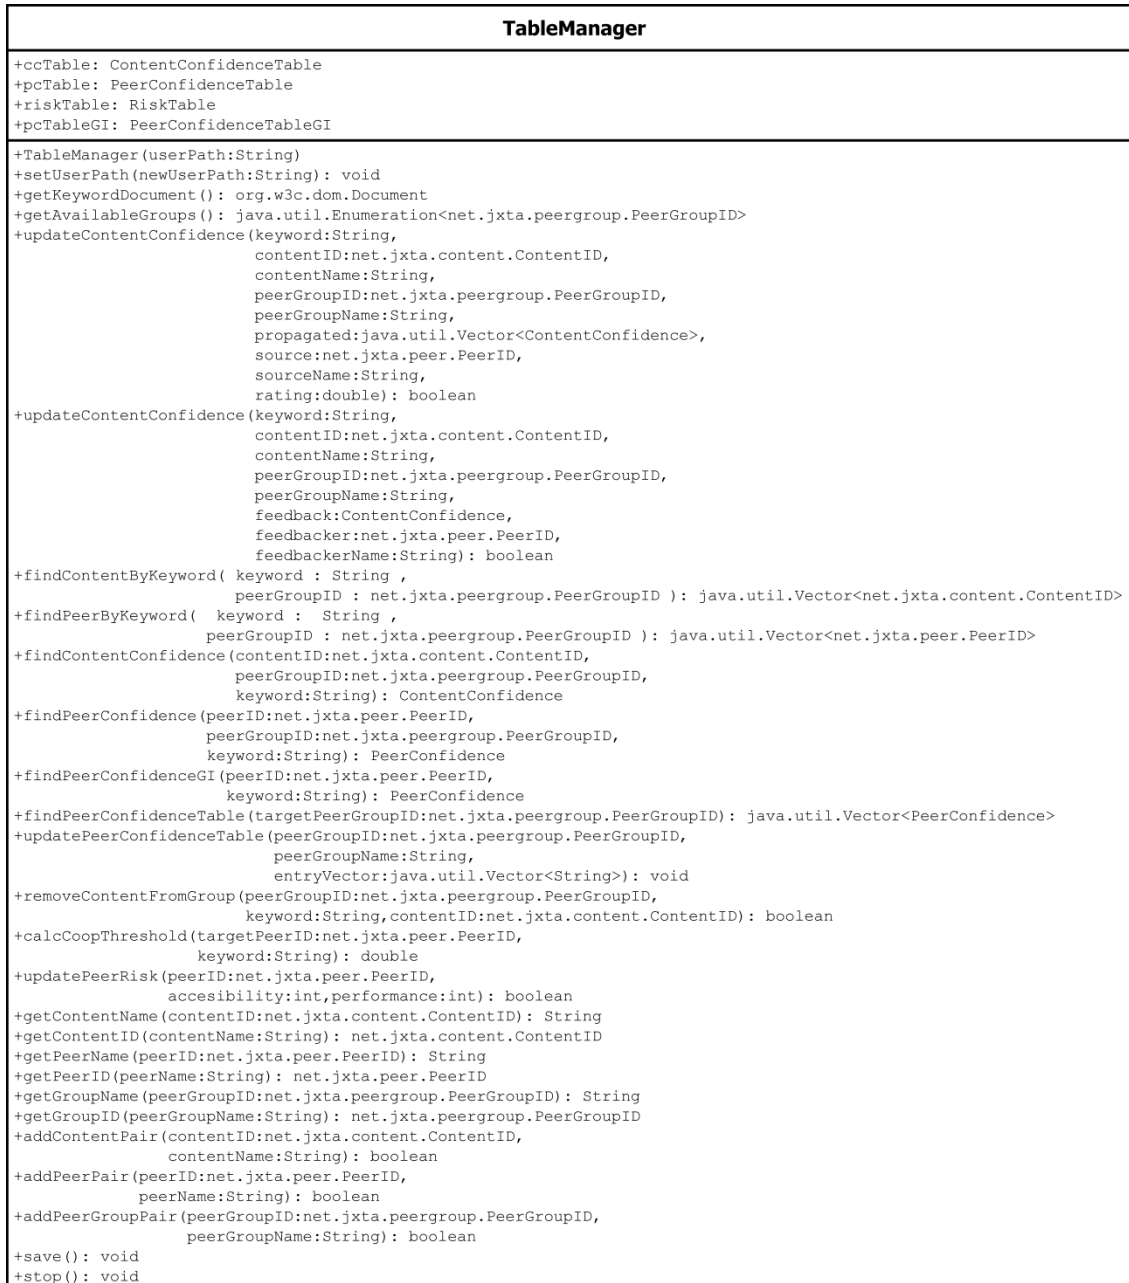 TableManager
+ccTable: ContentConfidenceTable
+pcTable: PeerConfidenceTable
+riskTable: RiskTable
+pcTableGI: PeerConfidenceTableGI
+TableManager(userPath:String)
+setUserPath(newUserPath:String): void
+getKeywordDocument(): org.w3c.dom.Document
+getAvailableGroups(): java.util.Enumeration<net.jxta.peergroup.PeerGroupID>
+updateContentConfidence(keyword:String,
contentID:net.jxta.content.ContentID,
contentName:String,
peerGroupID:net.jxta.peergroup.PeerGroupID,
peerGroupName:String,
propagated:java.util.Vector<ContentConfidence>,
source:net.jxta.peer.PeerID,
sourceName:String,
rating:double): boolean
+updateContentConfidence(keyword:String,
contentID:net.jxta.content.ContentID,
contentName:String,
peerGroupID:net.jxta.peergroup.PeerGroupID,
peerGroupName:String,
feedback:ContentConfidence,
feedbacker:net.jxta.peer.PeerID,
feedbackerName:String): boolean
+findContentByKeyword( keyword : String ,
peerGroupID : net.jxta.peergroup.PeerGroupID ): java.util.Vector<net.jxta.content.ContentID>
+findPeerByKeyword(  keyword :  String ,
peerGroupID : net.jxta.peergroup.PeerGroupID ): java.util.Vector<net.jxta.peer.PeerID>
+findContentConfidence(contentID:net.jxta.content.ContentID,
peerGroupID:net.jxta.peergroup.PeerGroupID,
keyword:String): ContentConfidence
+findPeerConfidence(peerID:net.jxta.peer.PeerID,
peerGroupID:net.jxta.peergroup.PeerGroupID,
keyword:String): PeerConfidence
+findPeerConfidenceGI(peerID:net.jxta.peer.PeerID,
keyword:String): PeerConfidence
+findPeerConfidenceTable(targetPeerGroupID:net.jxta.peergroup.PeerGroupID): java.util.Vector<PeerConfidence>
+updatePeerConfidenceTable(peerGroupID:net.jxta.peergroup.PeerGroupID,
peerGroupName:String,
entryVector:java.util.Vector<String>): void
+removeContentFromGroup(peerGroupID:net.jxta.peergroup.PeerGroupID,
keyword:String,contentID:net.jxta.content.ContentID): boolean
+calcCoopThreshold(targetPeerID:net.jxta.peer.PeerID,
keyword:String): double
+updatePeerRisk(peerID:net.jxta.peer.PeerID,
accesibility:int,performance:int): boolean
+getContentName(contentID:net.jxta.content.ContentID): String
+getContentID(contentName:String): net.jxta.content.ContentID
+getPeerName(peerID:net.jxta.peer.PeerID): String
+getPeerID(peerName:String): net.jxta.peer.PeerID
+getGroupName(peerGroupID:net.jxta.peergroup.PeerGroupID): String
+getGroupID(peerGroupName:String): net.jxta.peergroup.PeerGroupID
+addContentPair(contentID:net.jxta.content.ContentID,
contentName:String): boolean
+addPeerPair(peerID:net.jxta.peer.PeerID,
peerName:String): boolean
+addPeerGroupPair(peerGroupID:net.jxta.peergroup.PeerGroupID,
peerGroupName:String): boolean
+save(): void
+stop(): void